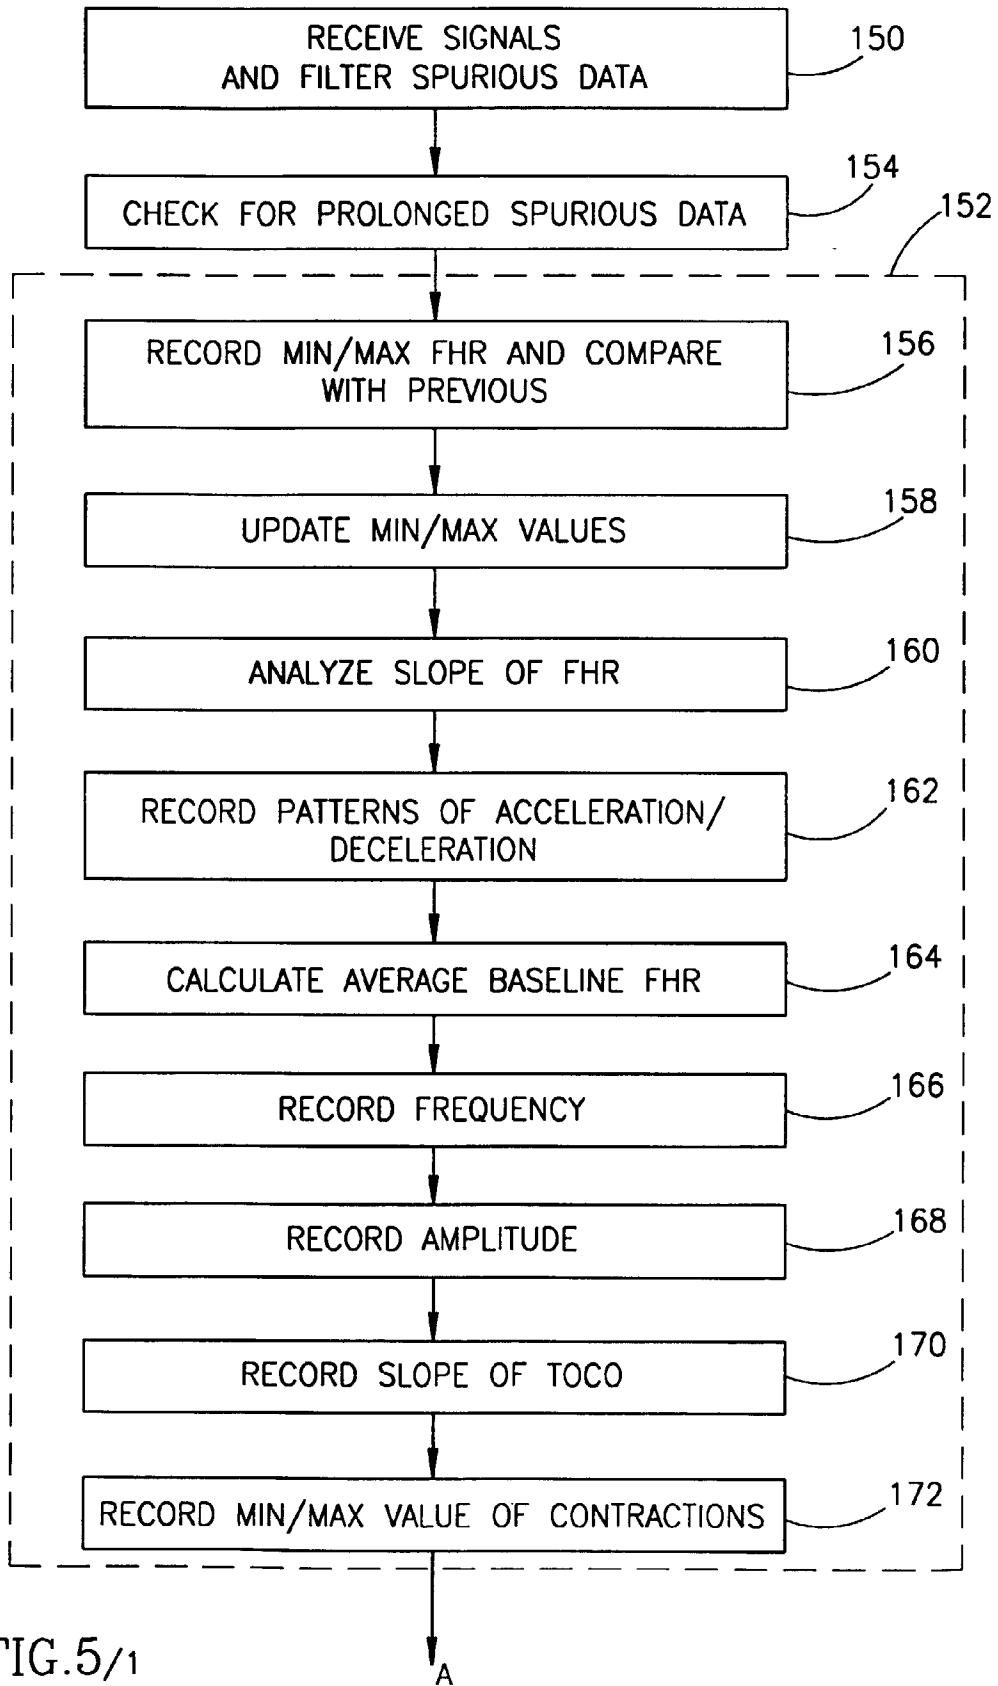 RECEIVE SIGNALS
AND FILTER SPURIOUS DATA
150
154
CHECK FOR PROLONGED SPURIOUS DATA
152
RECORD MIN/MAX FHR AND COMPARE
WITH PREVIOUS
156
UPDATE MIN/MAX VALUES
158
ANALYZE SLOPE OF FHR
160
RECORD PATTERNS OF ACCELERATION/
DECELERATION
162
CALCULATE AVERAGE BASELINE FHR
164
RECORD FREQUENCY
166
RECORD AMPLITUDE
168
RECORD SLOPE OF TOCO
170
RECORD MIN/MAX VALUE OF CONTRACTIONS
172
FIG.5/1
A